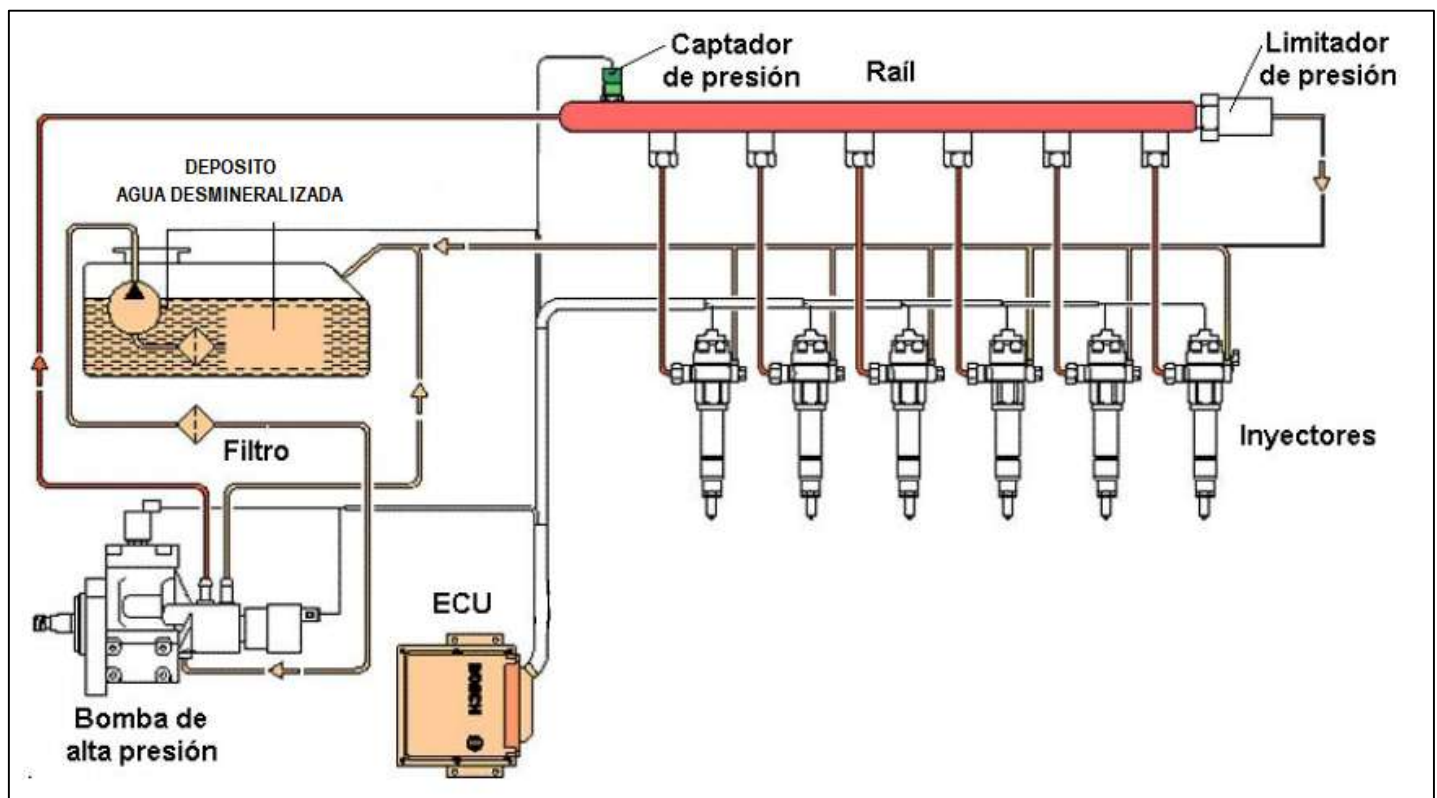 Captador
de presión
Raíl
Limitador
de presión
DEPOSITO
AGUA DESMINERALIZADA
Filtro
Inyectores
ECU
BOSCH
Bomba de
alta presión